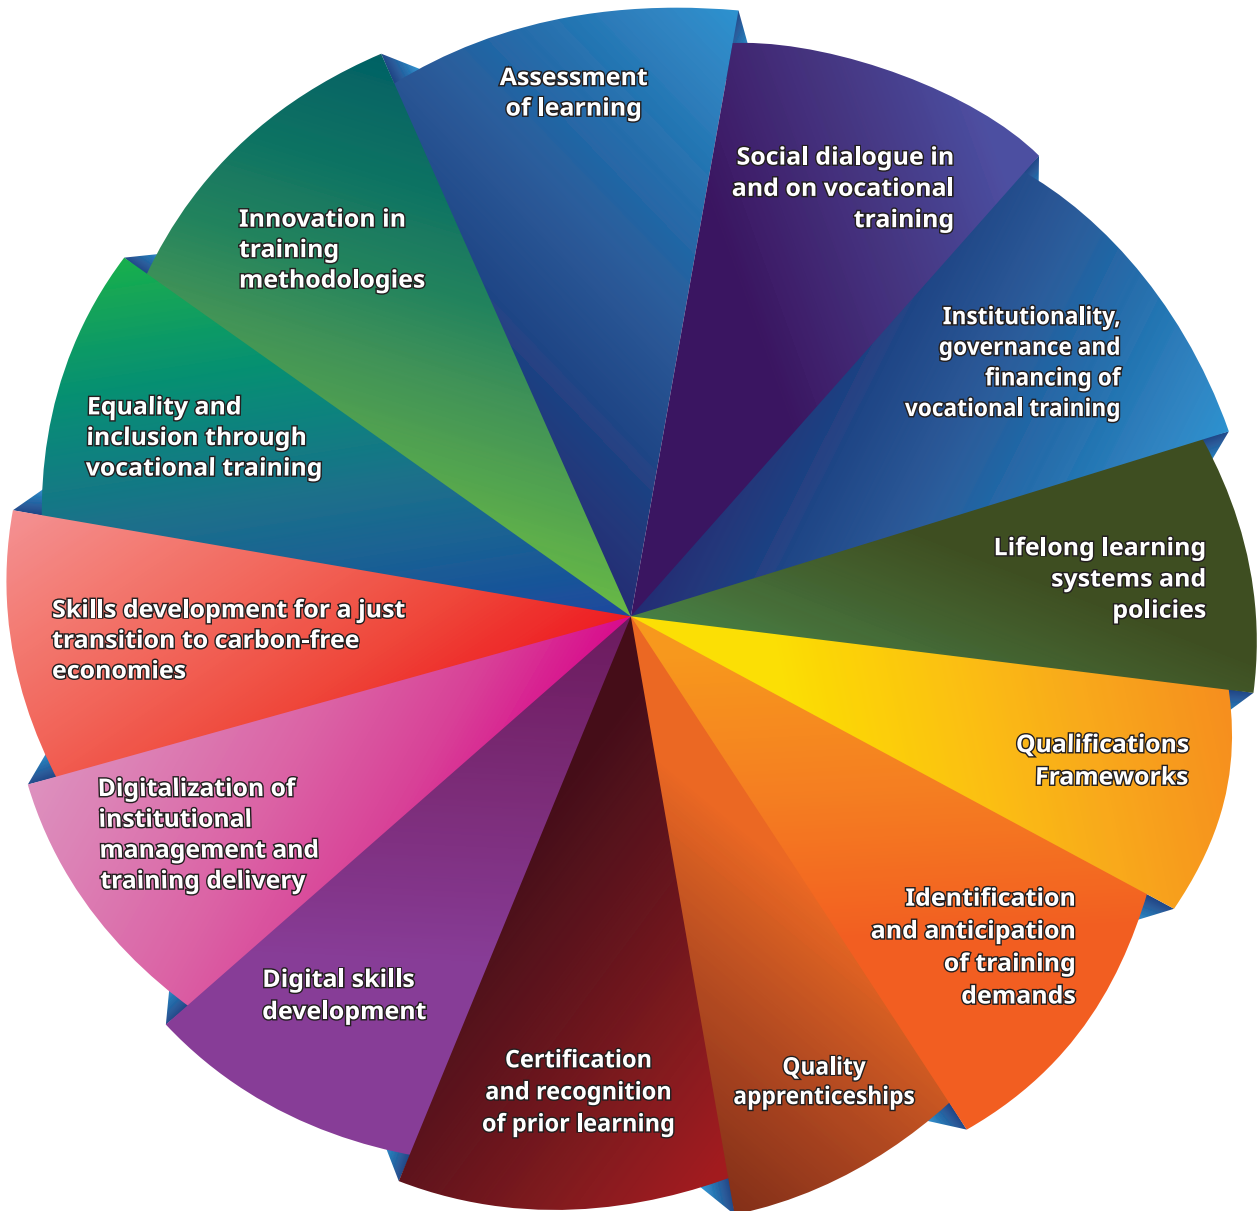 Assessment
of learning
Social dialogue in
and on vocational
training
Institutionality,
governance and
financing of
vocational training
Lifelong learning
systems and
policies
Qualifications
Frameworks
Identification
and anticipation
of training
demands
Quality
apprenticeships
Certification
and recognition
of prior learning
Digital skills
development
Digitalization of
institutional
management and
training delivery
Skills development for a just
transition to carbon-free
economies
Equality and
inclusion through
vocational training
Innovation in
training
methodologies